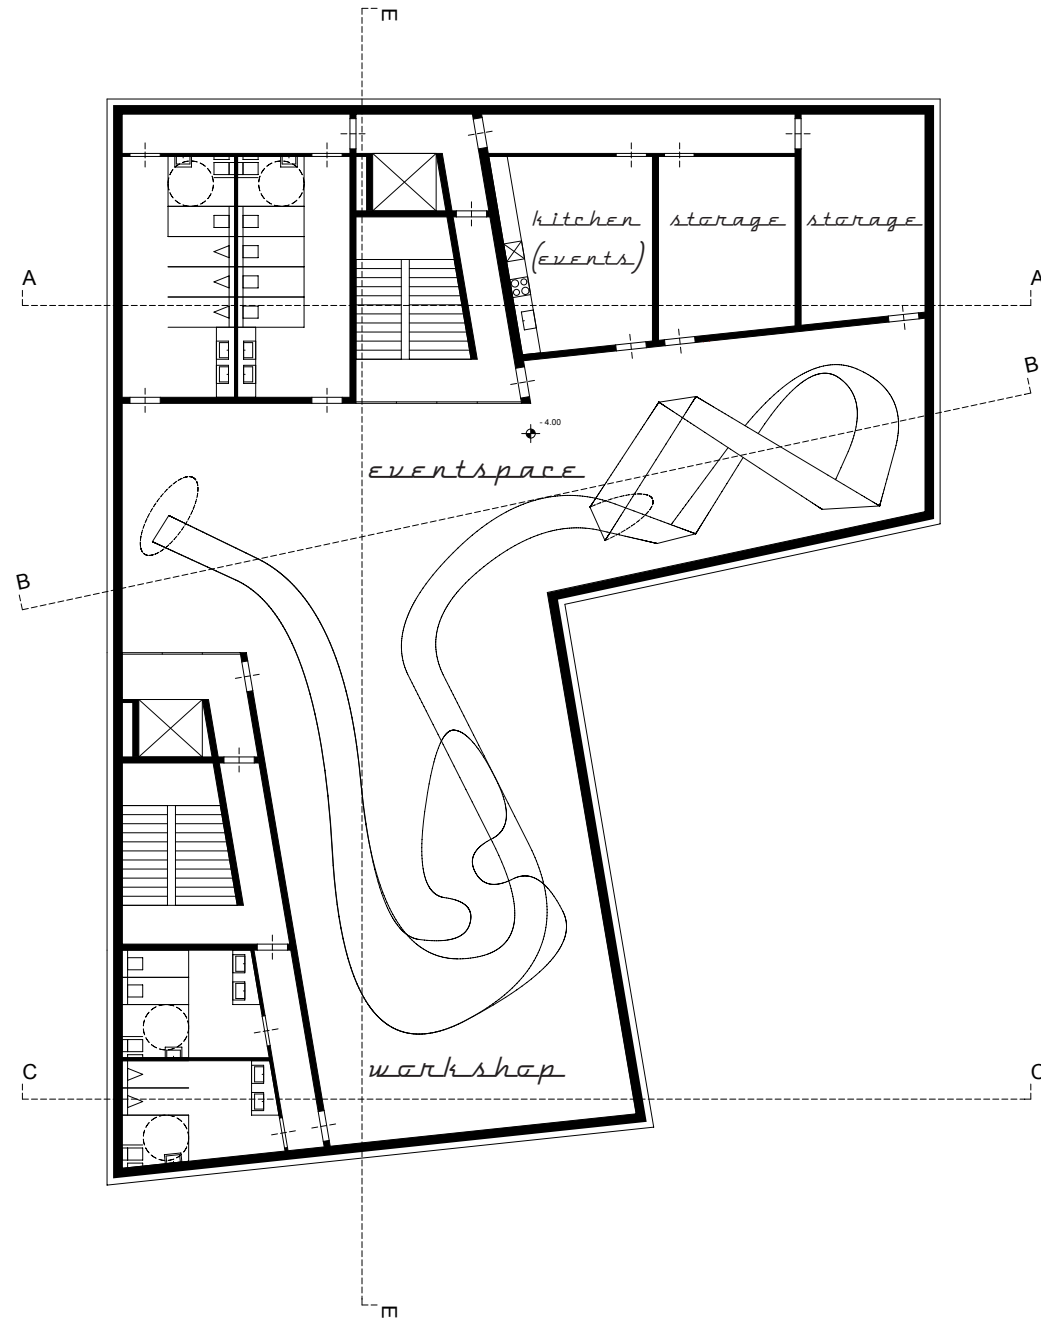 E
kitchen storage storage
(events)
A A
B
- 4.00
eventspace
B
workshop
C C
E